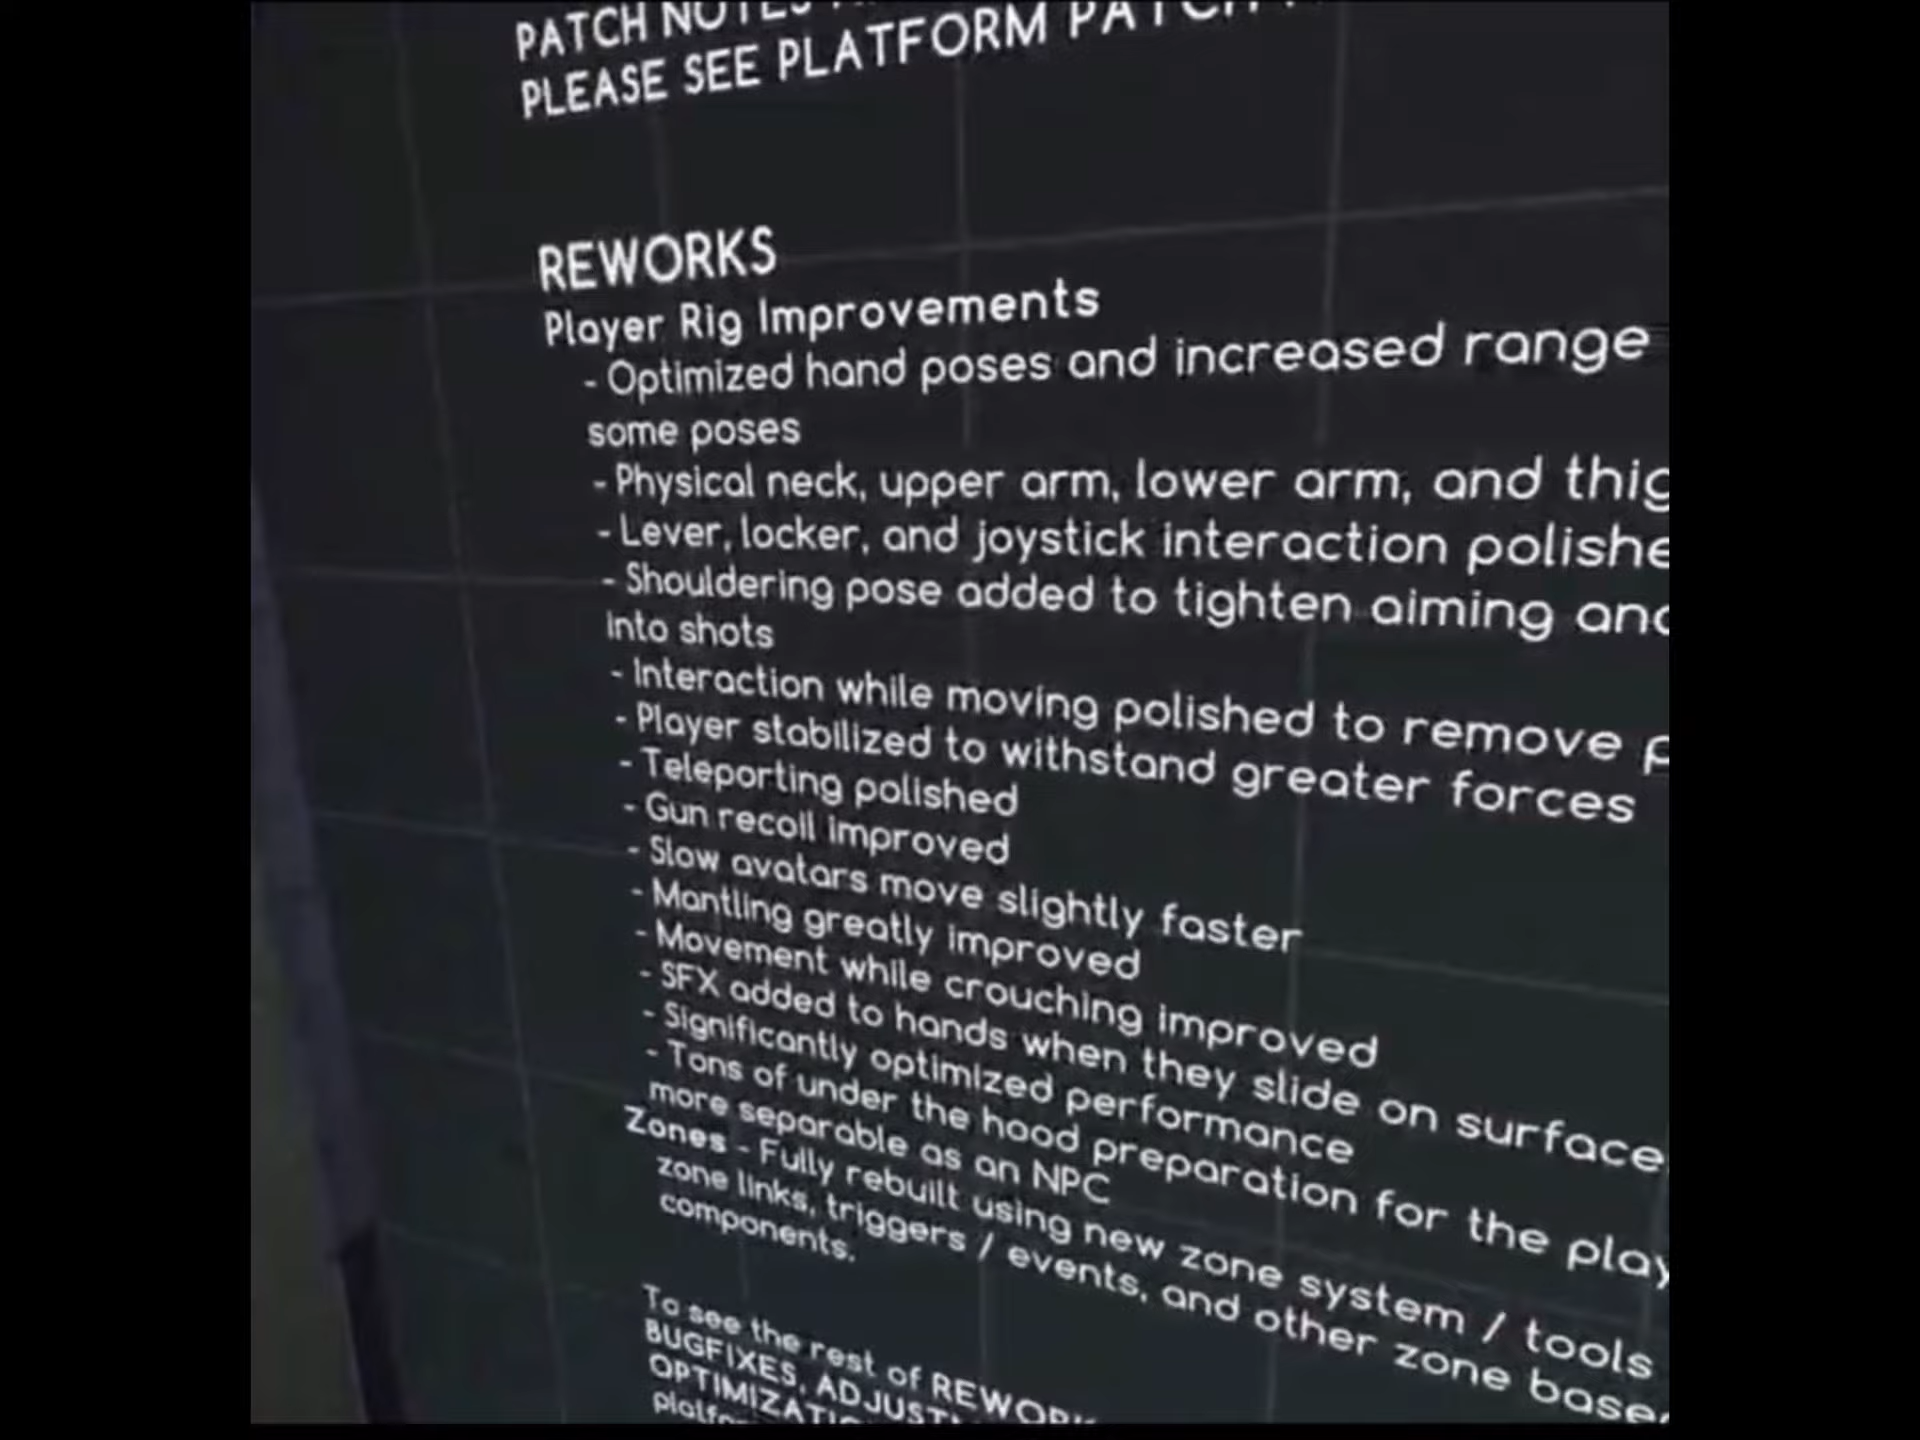 PATCH NOTES
PLEASE SEE PLATFORM
REWORKS
Player Rig Improvements
- Optimized hand poses and increased range
some poses
- Physical neck, upper arm, lower arm, and
- Lever, locker, and joystick interaction
- Shouldering pose added to tighten aiming
into shots
- Interaction while moving polished to remove
- Player stabilized to withstand greater forces
- Teleporting polished
- Gun recoil improved
- Slow avatars move slightly faster
- Mantling greatly improved
- Movement while crouching improved
- SFX added to hands when they slide on
- Significantly optimized performance
- Tons of under the hood preparation for the
more separable as an NPC
Zones - Fully rebuilt using new zone system / tools
zone links, triggers / events, and other zone
components.
To see the rest of
BUGFIXES,